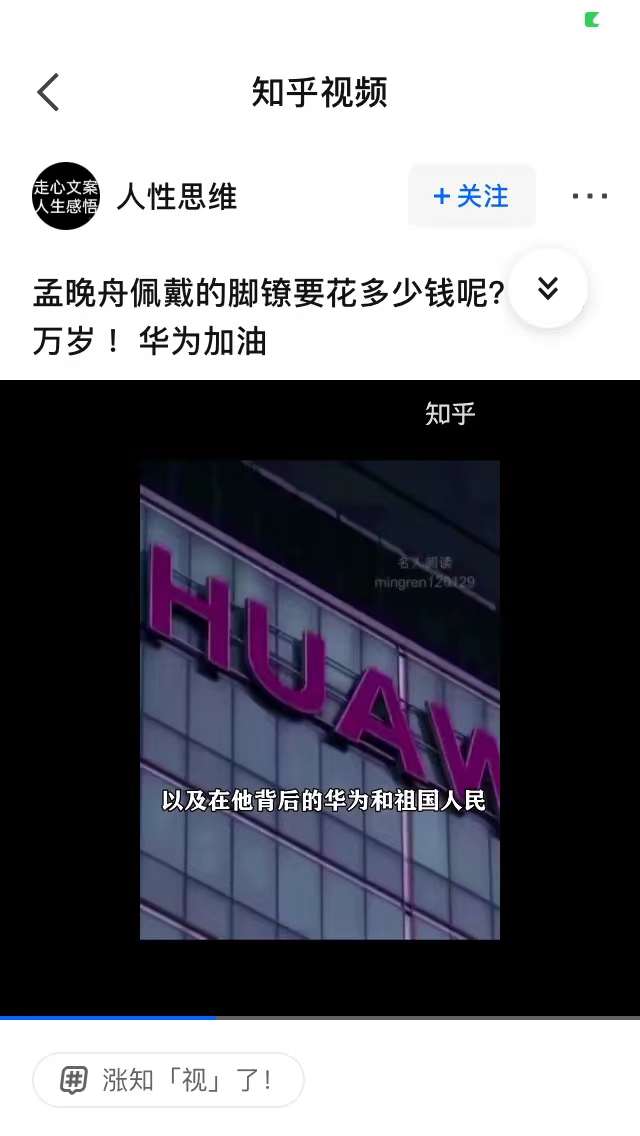 知乎视频
走心文案
人生感悟
人性思维
+关注
孟晚舟佩戴的脚镣要花多少钱呢?
万岁！华为加油
知乎
名人阅读
mingren120129
HUAW
以及在他背后的华为和祖国人民
涨知「视」了!